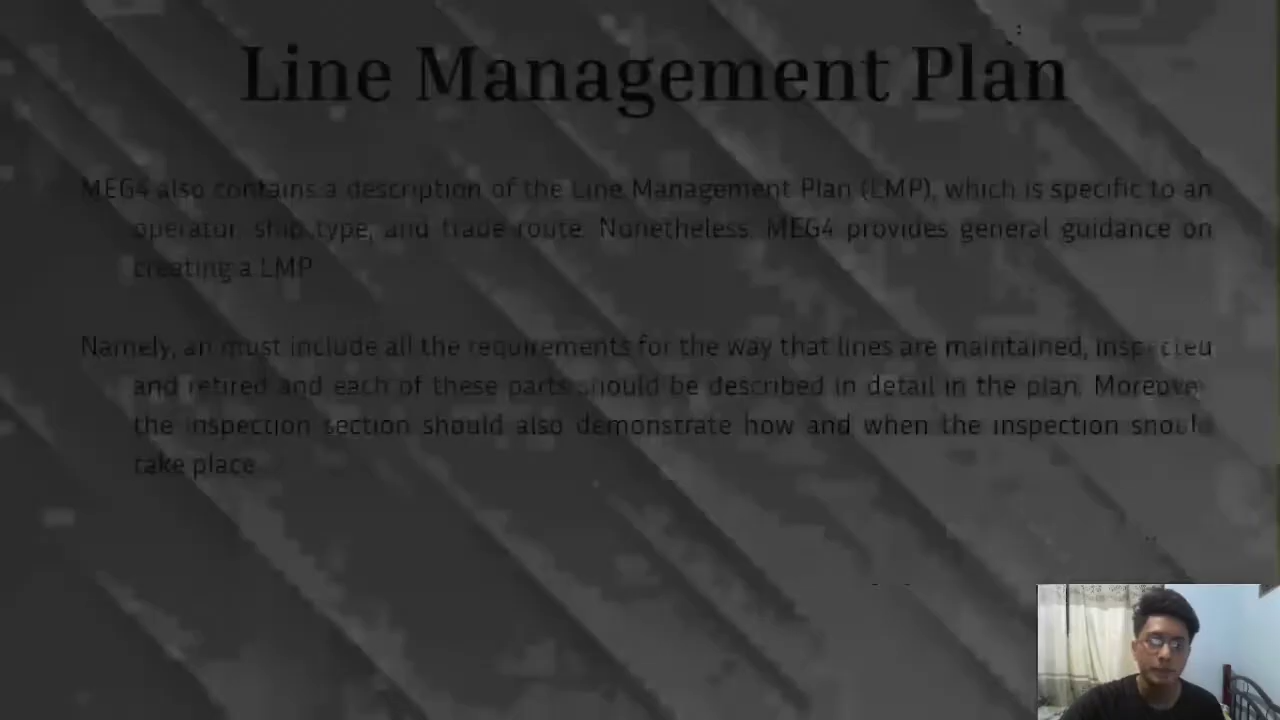 Line Management Plan
MEG4 also contains a description of the Line Management Plan (LMP), which is specific to an
operator, ship type, and trade route. Nonetheless, MEG4 provides general guidance on
creating a LMP
Namely, an must include all the requirements for the way that lines are maintained, inspected
and retired and each of these parts should be described in detail in the plan. Moreover,
the inspection section should also demonstrate how and when the inspection should
take place